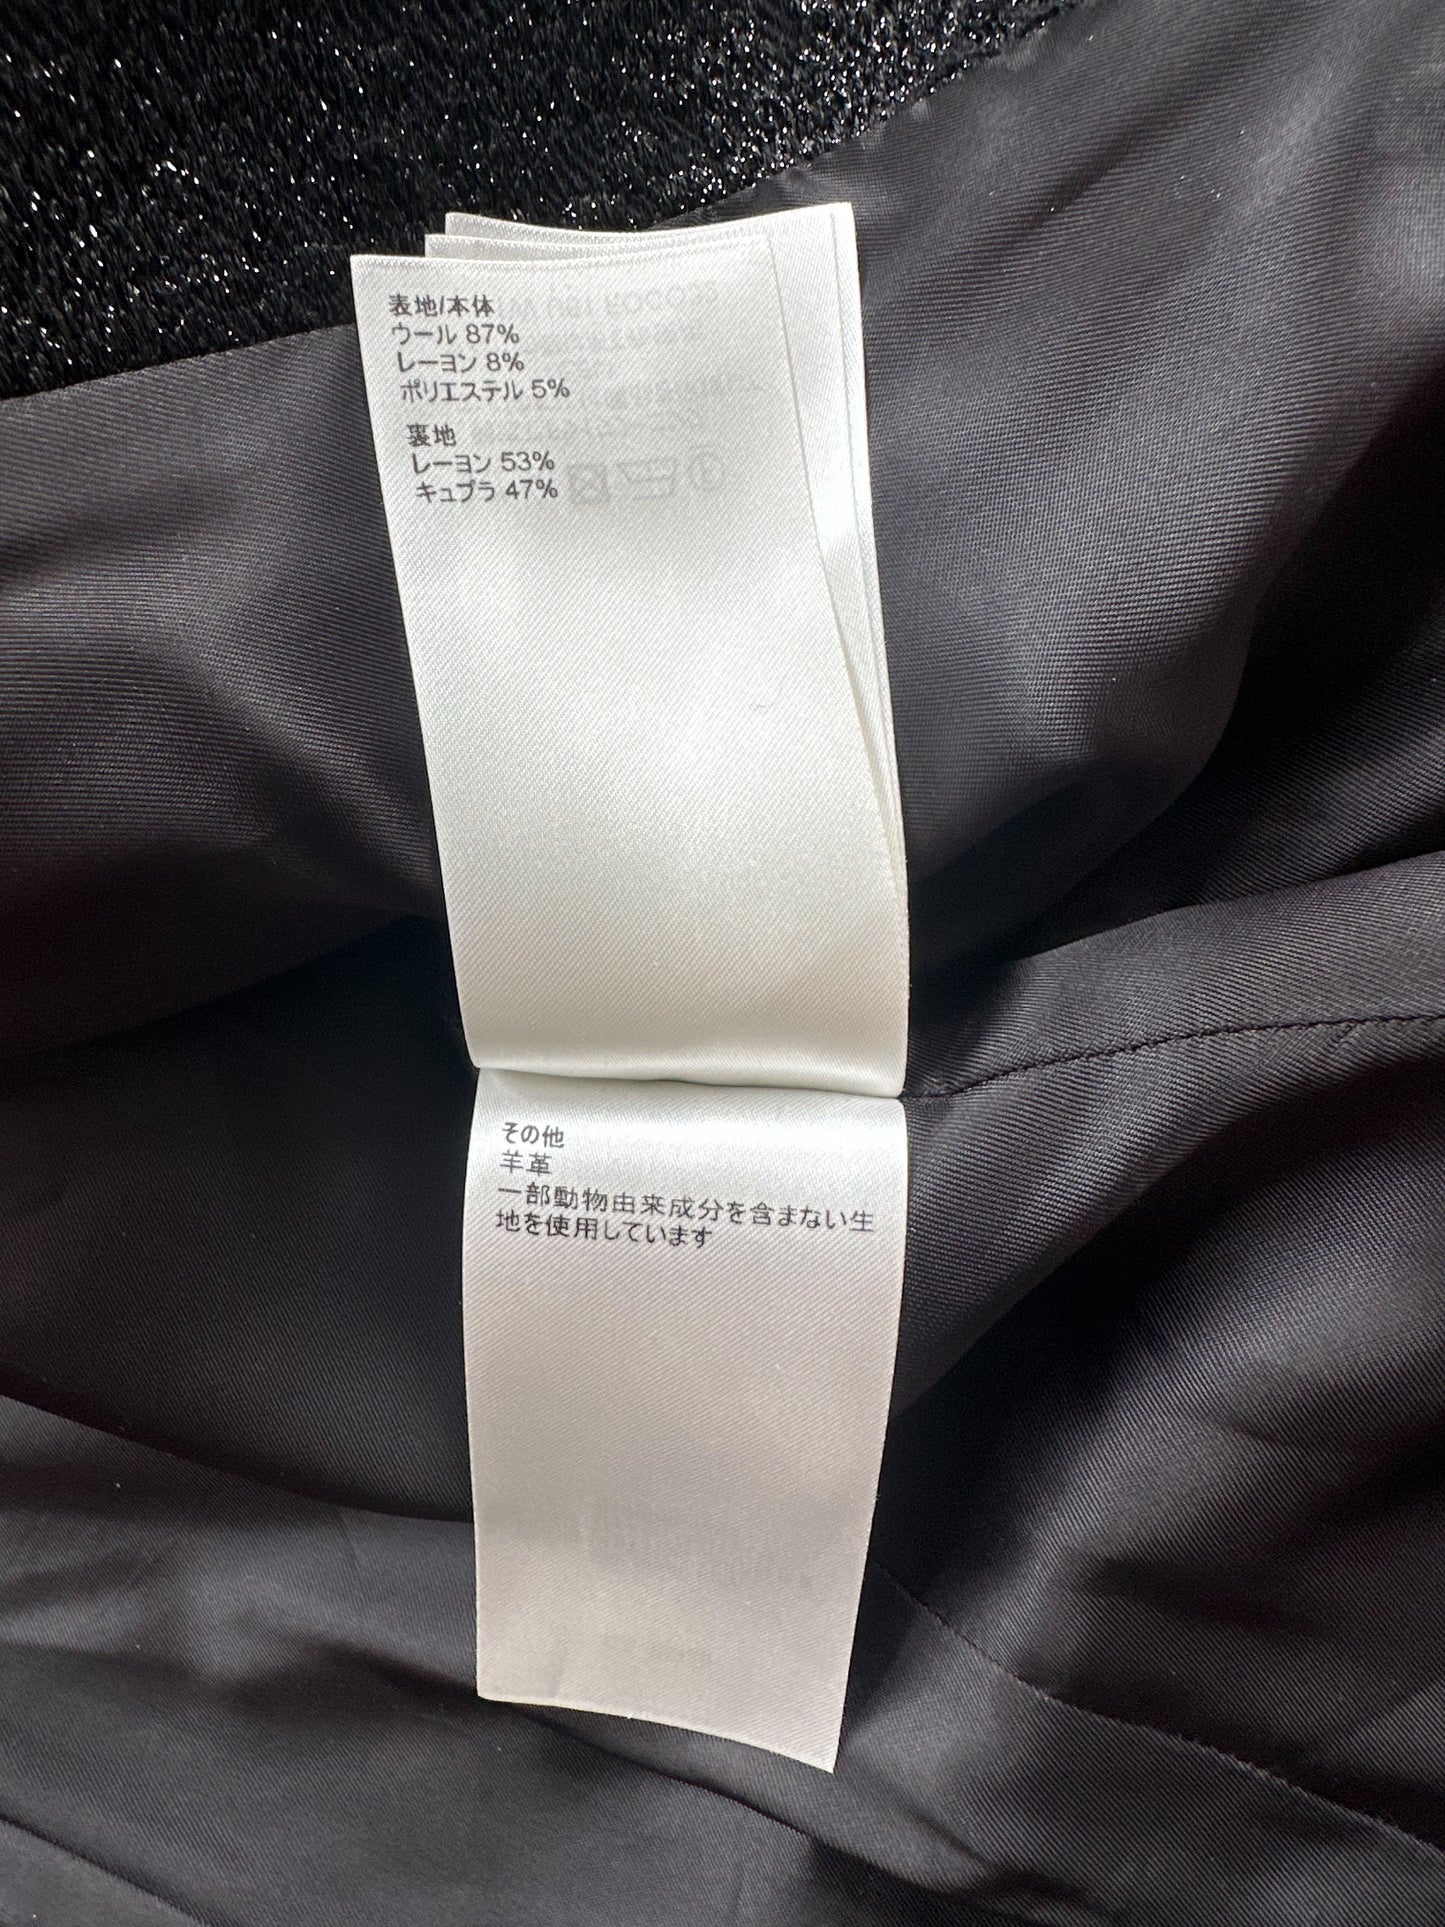 表地/本体
ウール 87%
レーヨン 8%
ポリエステル 5%
裏地
レーヨン 53%
キュプラ 47%
その他
羊革
一部動物由来成分を含まない生
地を使用しています